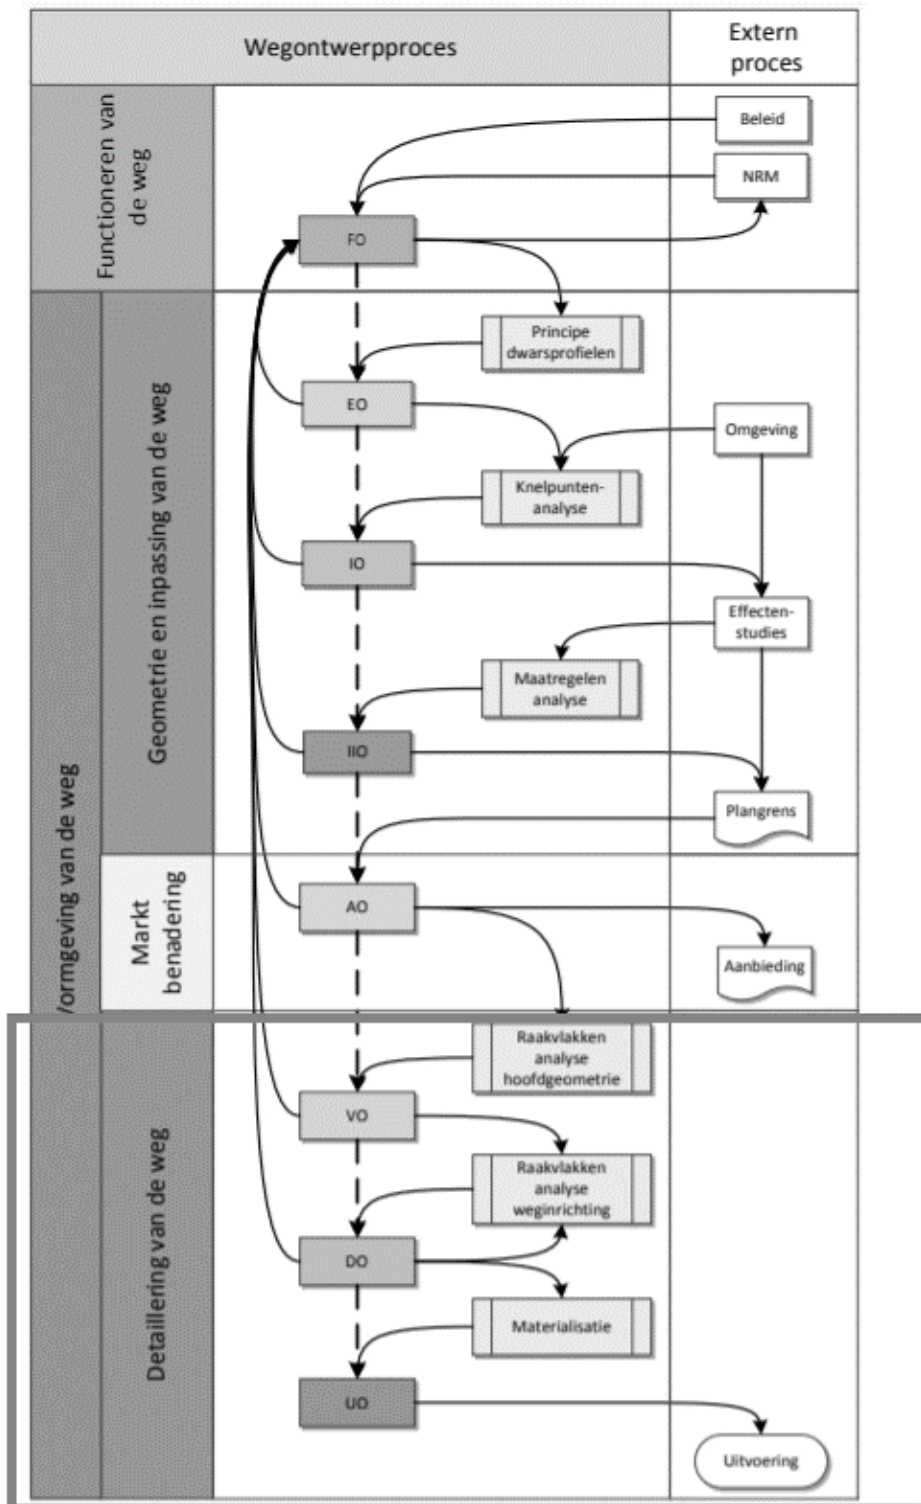 Wegontwerpproces
Extern
proces
Functioneren van
de weg
Beleid
NRM
FO
Vormgeving van de weg
Geometrie en inpassing van de weg
Principe
dwarsprofielen
EO
Omgeving
Knelpunten-
analyse
IO
Effecten-
studies
Maatregelen
analyse
IIO
Plangrens
Markt
benadering
AO
Aanbieding
Detaillering van de weg
Raakvlakken
analyse
hoofdgeometrie
VO
Raakvlakken
analyse
weginrichting
DO
Materialisatie
UO
Uitvoering